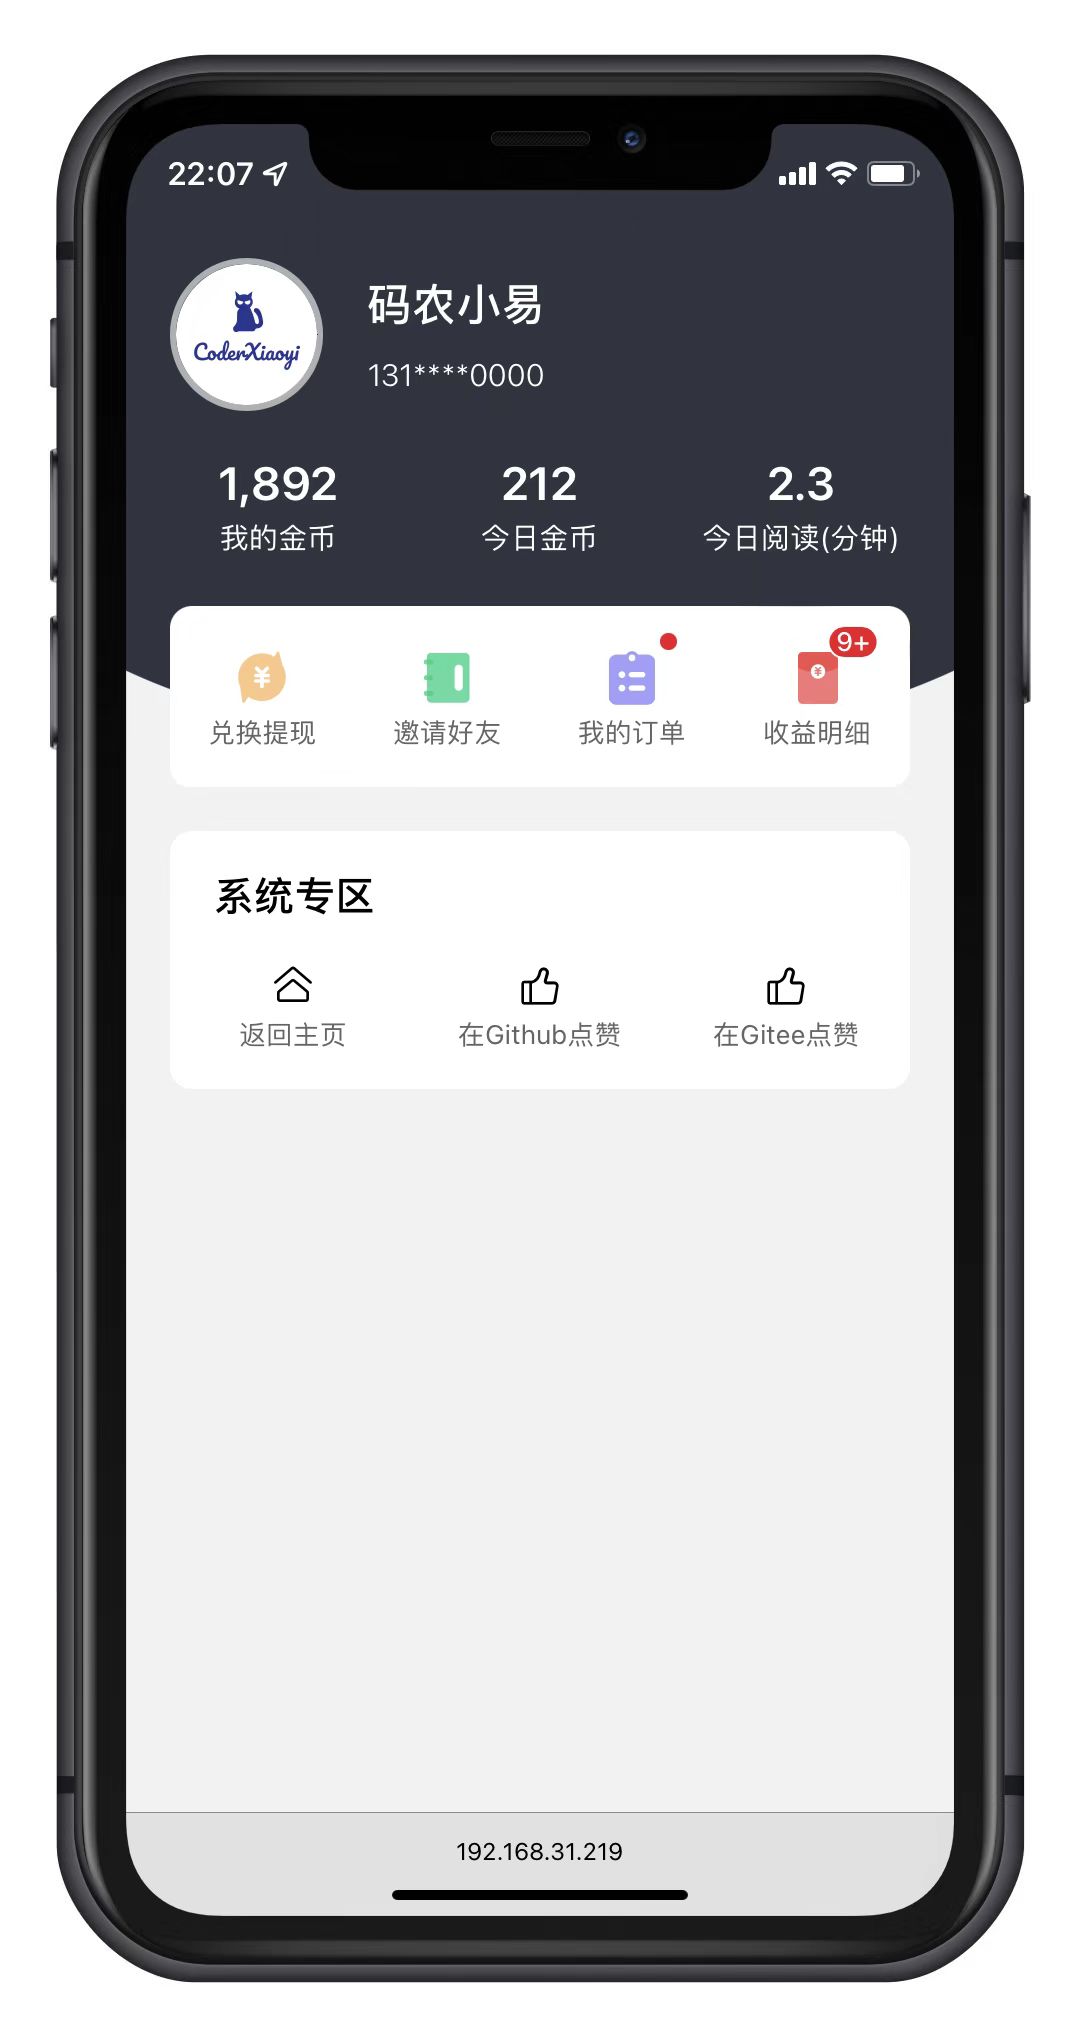 22:07
CoderXiaoyi
码农小易
131****0000
1,892 212 2.3
我的金币 今日金币 今日阅读(分钟)
9+
兑换提现 邀请好友 我的订单 收益明细
系统专区
返回主页 在Github点赞 在Gitee点赞
192.168.31.219